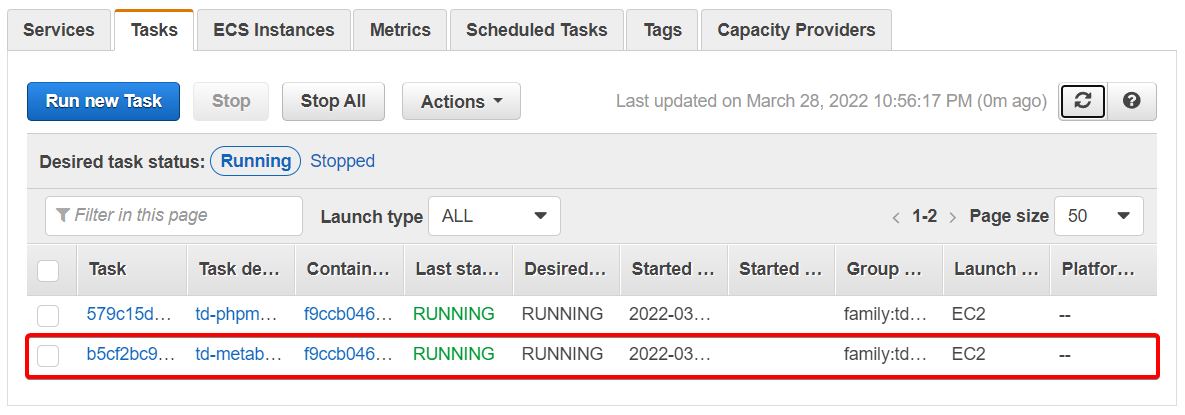 Services Tasks ECS Instances Metrics Scheduled Tasks Tags Capacity Providers
Run new Task Stop Stop All Actions Last updated on March 28, 2022 10:56:17 PM (0m ago)
Desired task status: Running Stopped
Filter in this page Launch type ALL < 1-2 > Page size 50
Task Task de... Contain... Last sta... Desired... Started ... Started ... Group ... Launch ... Platfor...
579c15d... td-phpm... f9ccb046... RUNNING RUNNING 2022-03... family:td... EC2 --
b5cf2bc9... td-metab... f9ccb046... RUNNING RUNNING 2022-03... family:td... EC2 --